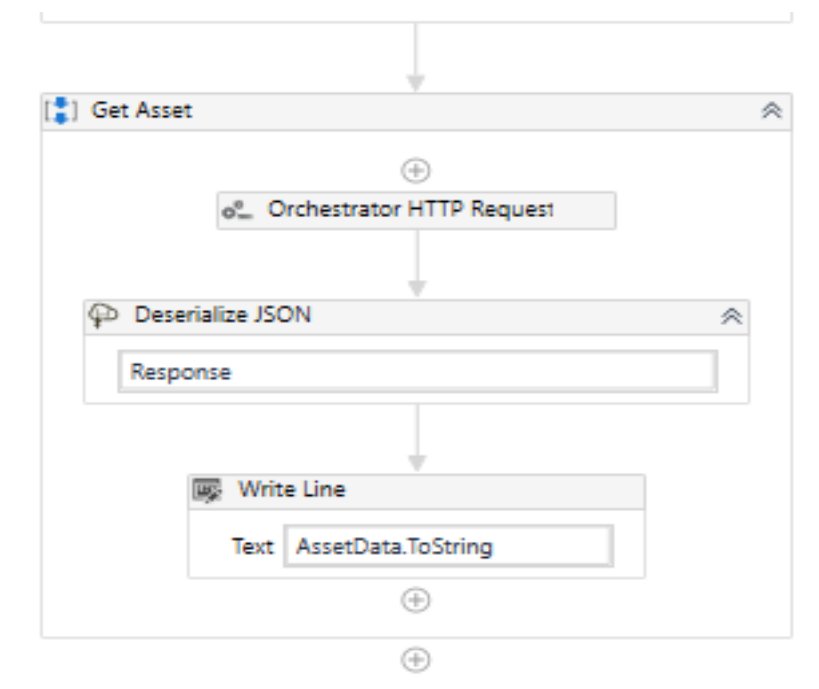 Get Asset
Orchestrator HTTP Request
Deserialize JSON
Response
Write Line
Text AssetData.ToString